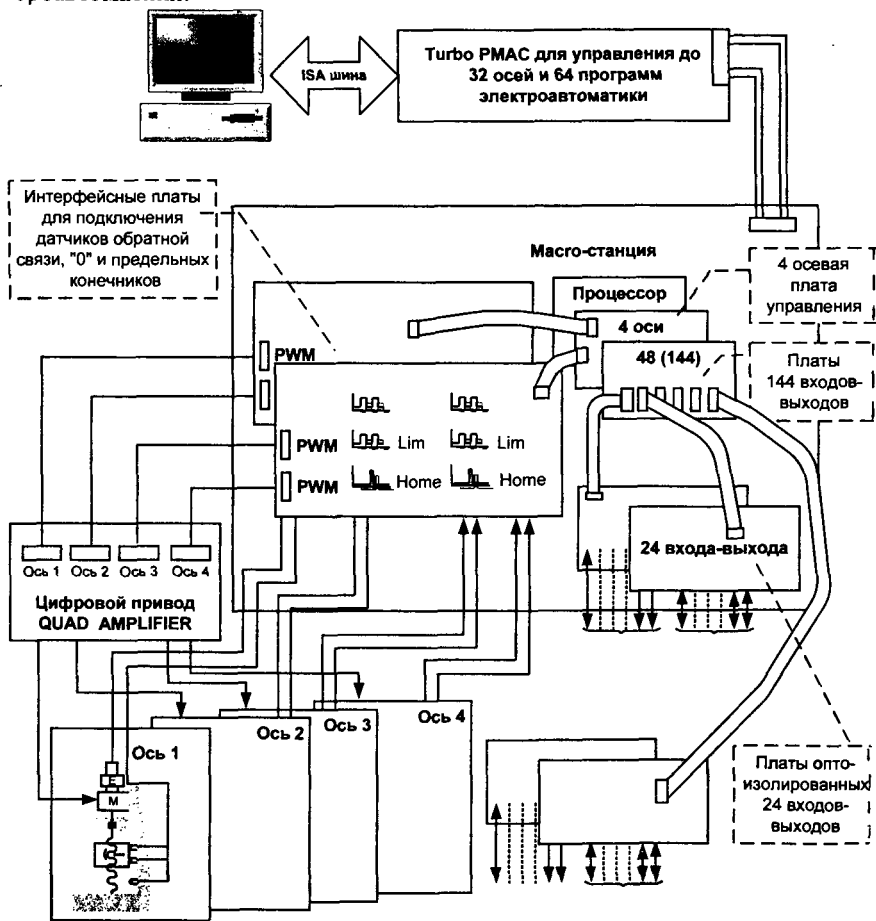 ISA шина
Turbo PMAC для управления до
32 осей и 64 программ
электроавтоматики
Интерфейсные платы
для подключения
датчиков обратной
связи, "0" и предельных
конечников
Macro-станция
Процессор
4 оси
48 (144)
4 осевая
плата
управления
Платы
144 входов-
выходов
PWM
PWM
PWM
Lim
Lim
Home
Home
24 входа-выхода
Ось 1
Ось 2
Ось 3
Ось 4
Цифровой привод
QUAD AMPLIFIER
Ось 1
Ось 2
Ось 3
Ось 4
E
M
Платы опто-
изолированных
24 входов-
выходов